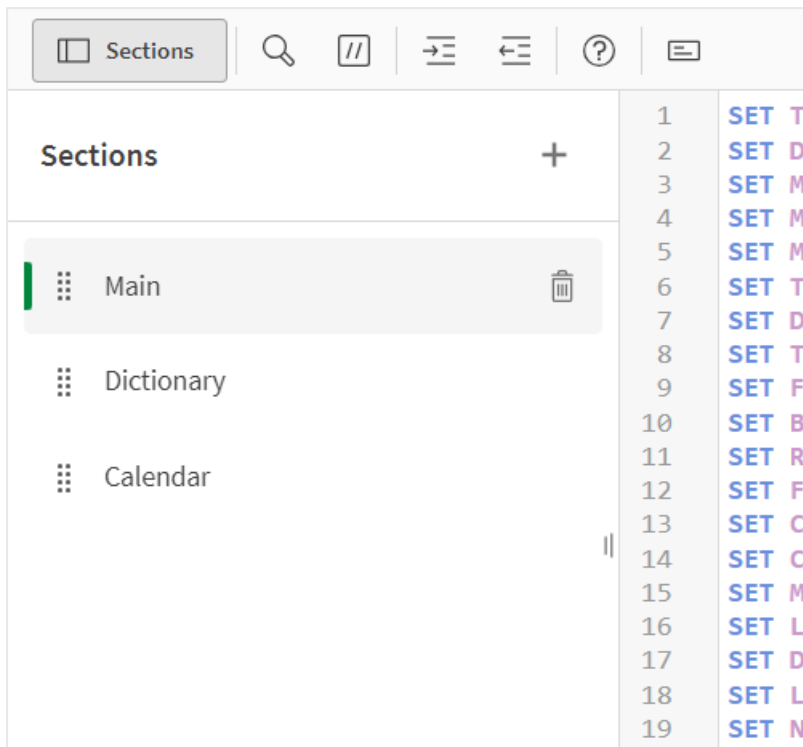 Sections
Sections
Main
Dictionary
Calendar
1 SET T
2 SET D
3 SET M
4 SET M
5 SET M
6 SET T
7 SET D
8 SET T
9 SET F
10 SET B
11 SET R
12 SET F
13 SET C
14 SET C
15 SET M
16 SET L
17 SET D
18 SET L
19 SET N